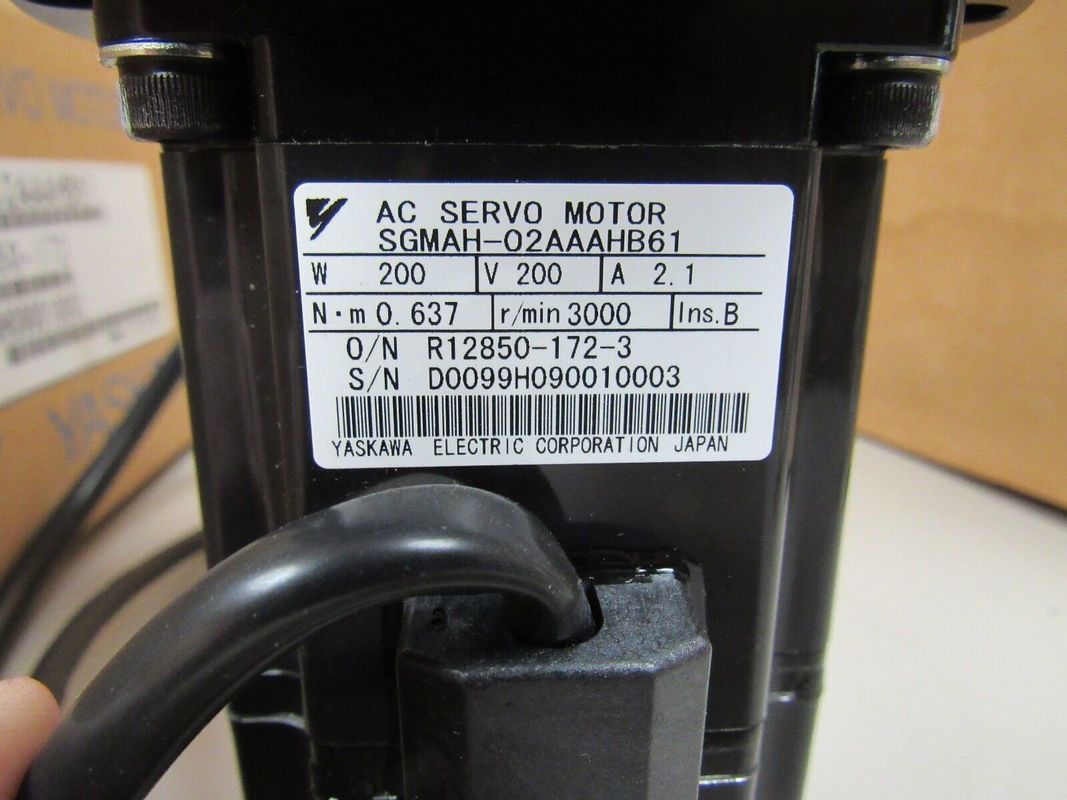 AC SERVO MOTOR
SGMAH-02AAAHB61
W 200 V 200 A 2.1
N·m 0.637 r/min 3000 Ins. B
O/N R12850-172-3
S/N D0099H090010003
YASKAWA ELECTRIC CORPORATION JAPAN